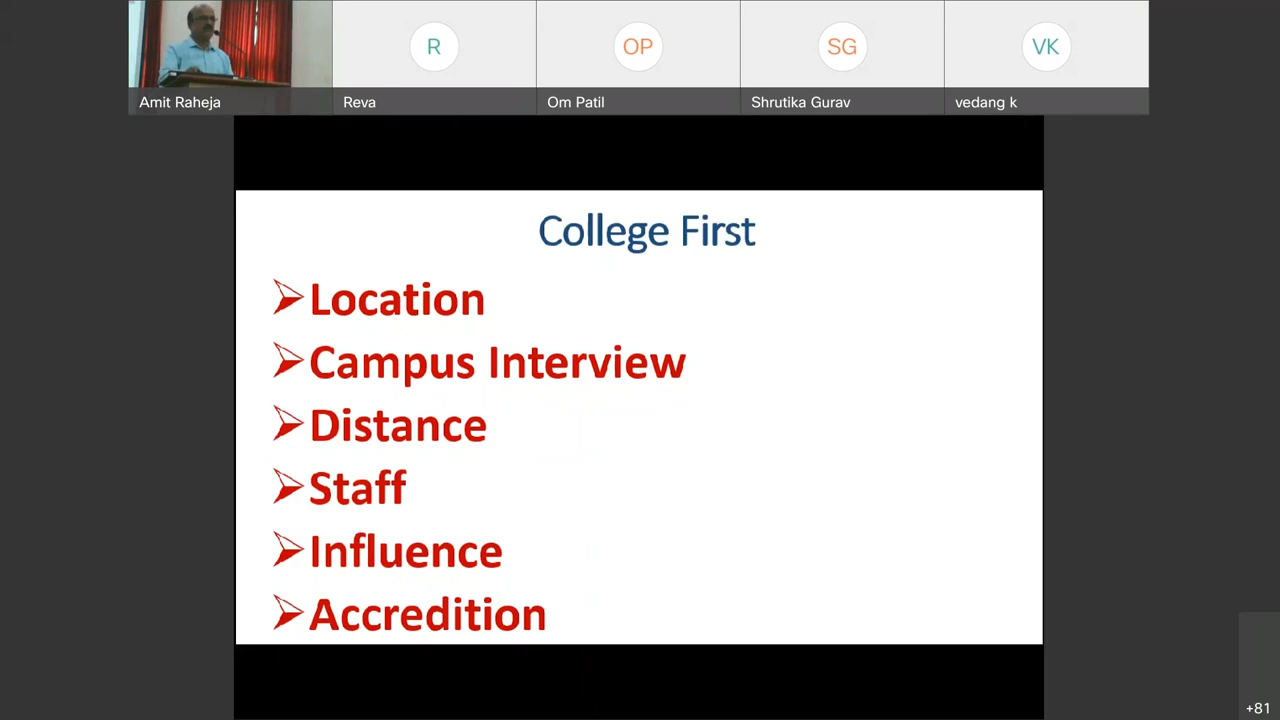 R
OP
SG
VK
Amit Raheja
Reva
Om Patil
Shrutika Gurav
vedang k
College First
Location
Campus Interview
Distance
Staff
Influence
Accredition
+81